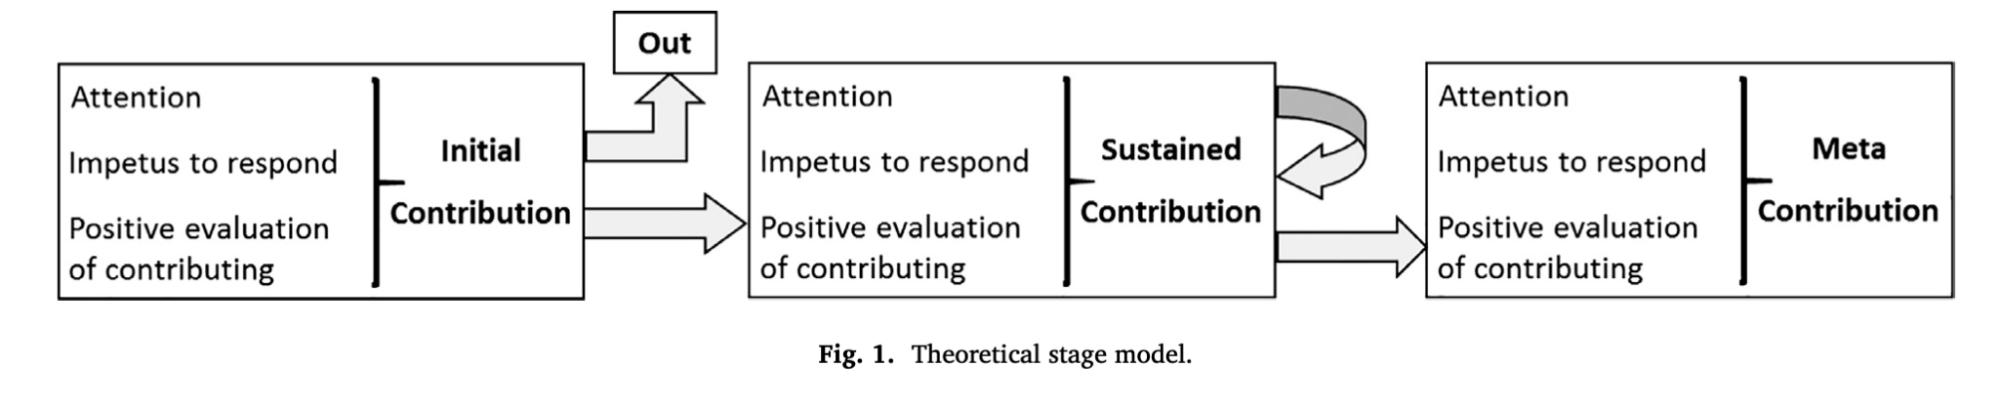 Out
Attention
Impetus to respond
Positive evaluation
of contributing
Initial
Contribution
Attention
Impetus to respond
Positive evaluation
of contributing
Sustained
Contribution
Attention
Impetus to respond
Positive evaluation
of contributing
Meta
Contribution
Fig. 1. Theoretical stage model.